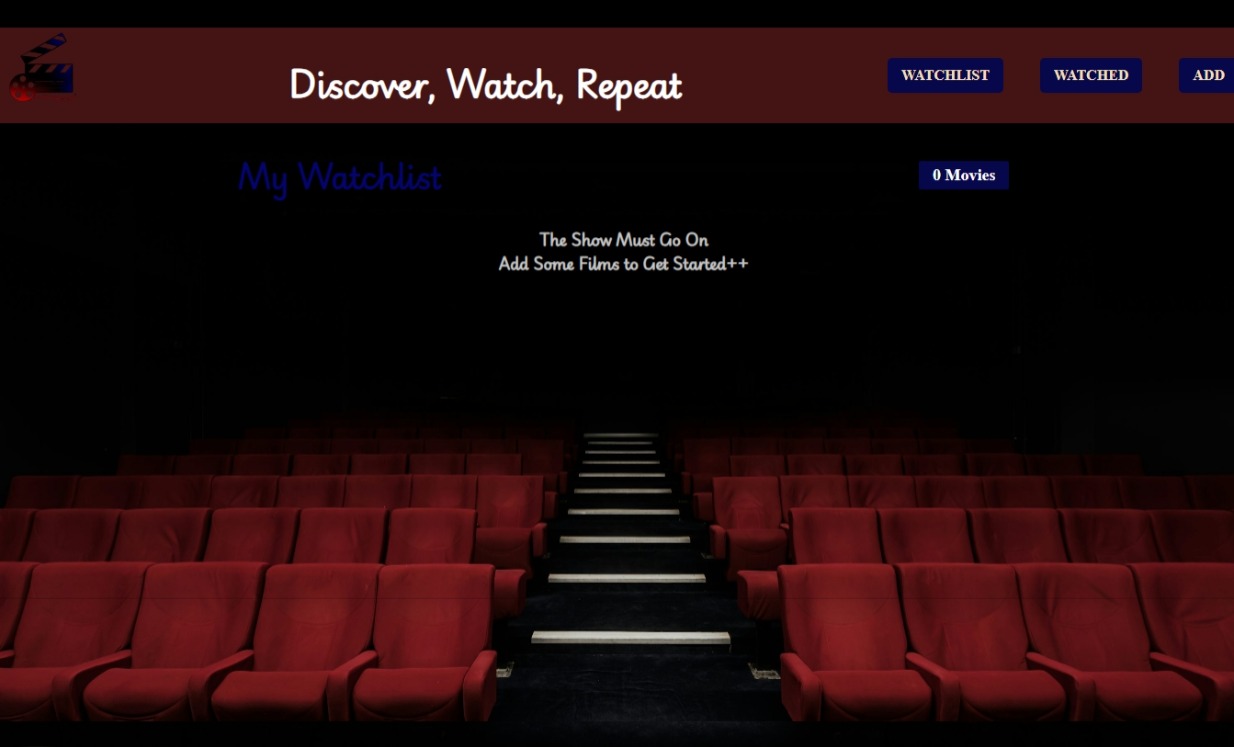 Discover, Watch, Repeat
WATCHLIST
WATCHED
ADD
My Watchlist
0 Movies
The Show Must Go On
Add Some Films to Get Started++